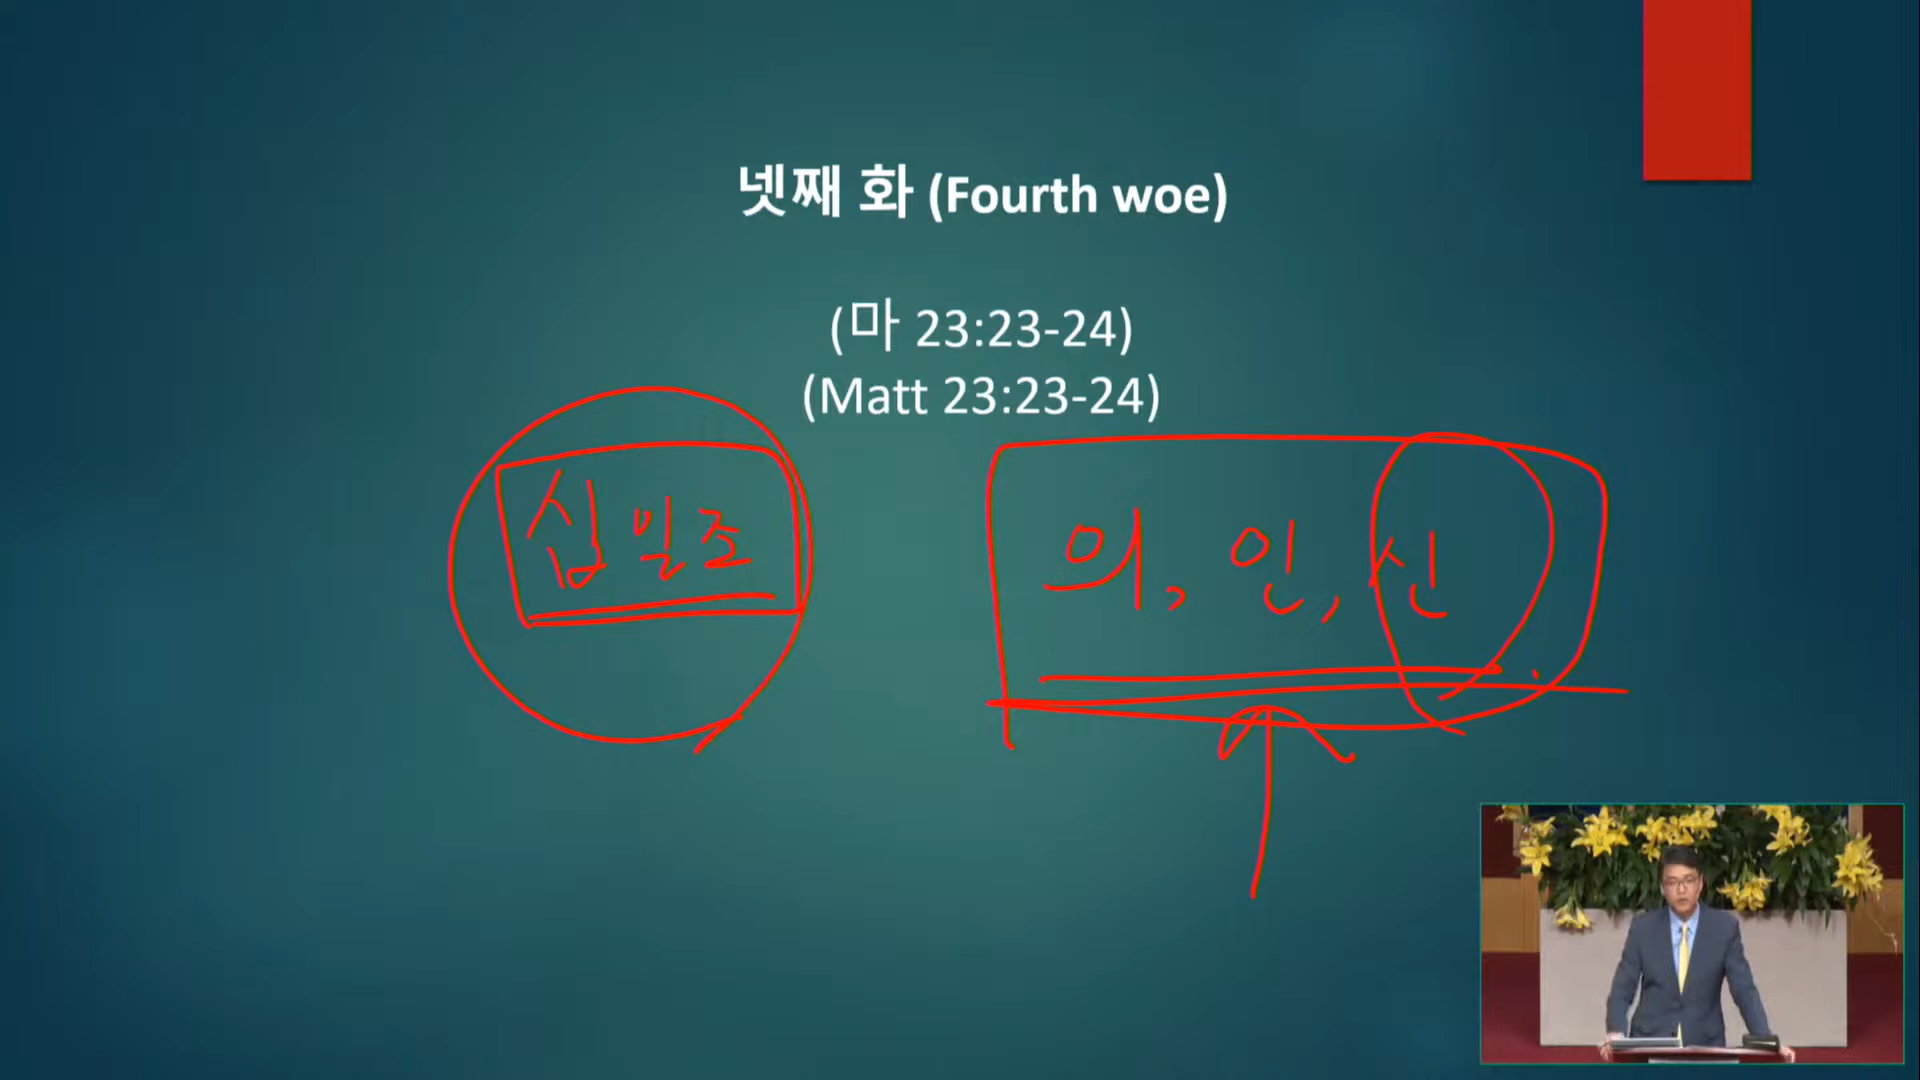 넷째 화 (Fourth woe)
(마 23:23-24)
(Matt 23:23-24)
십일조
의, 인, 신